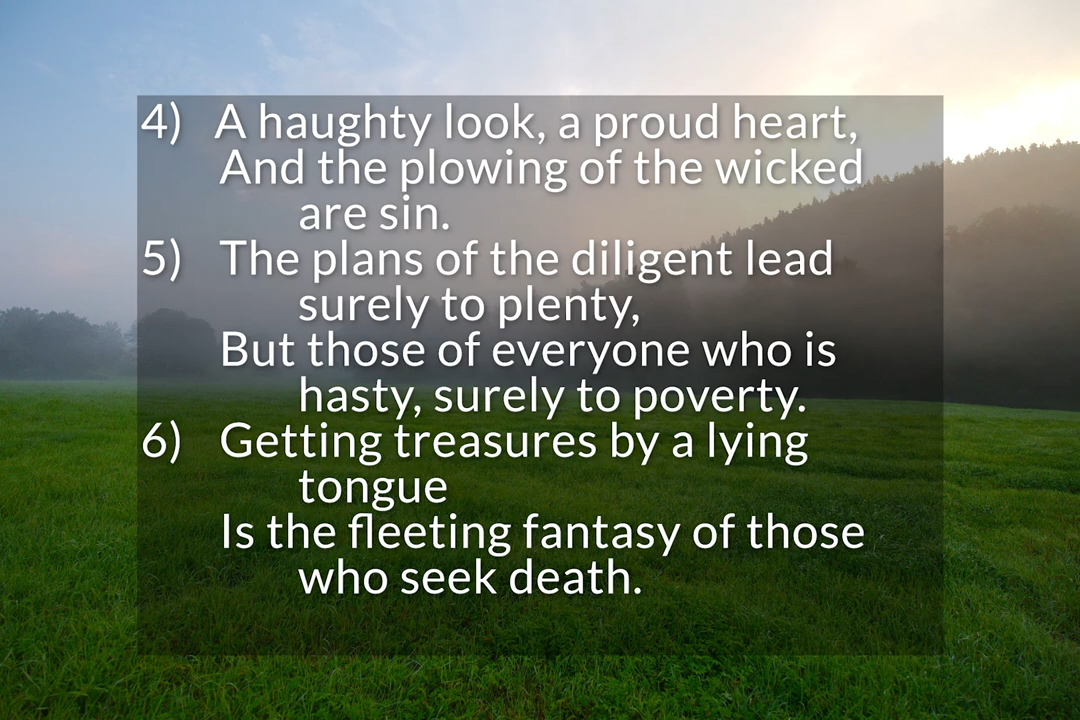 4) A haughty look, a proud heart,
And the plowing of the wicked
are sin.
5) The plans of the diligent lead
surely to plenty,
But those of everyone who is
hasty, surely to poverty.
6) Getting treasures by a lying
tongue
Is the fleeting fantasy of those
who seek death.